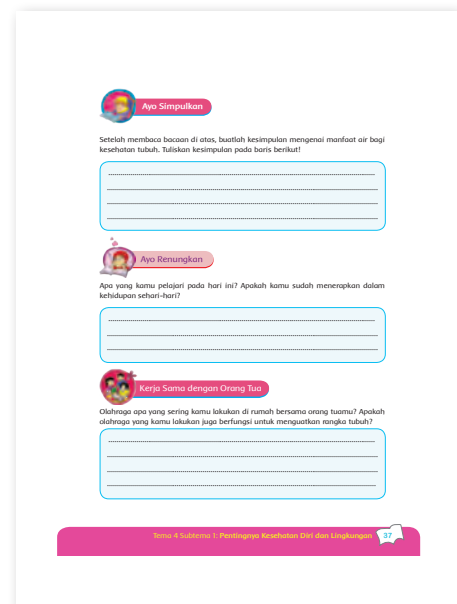 Ayo Simpulkan
Setelah membaca bacaan di atas, buatlah kesimpulan mengenai manfaat air bagi
kesehatan tubuh. Tuliskan kesimpulan pada baris berikut!
Ayo Renungkan
Apa yang kamu pelajari pada hari ini? Apakah kamu sudah menerapkan dalam
kehidupan sehari-hari?
Kerja Sama dengan Orang Tua
Olahraga apa yang sering kamu lakukan di rumah bersama orang tuamu? Apakah
olahraga yang kamu lakukan juga berfungsi untuk menguatkan rangka tubuh?
Tema 4 Subtema 1: Pentingnya Kesehatan Diri dan Lingkungan 37